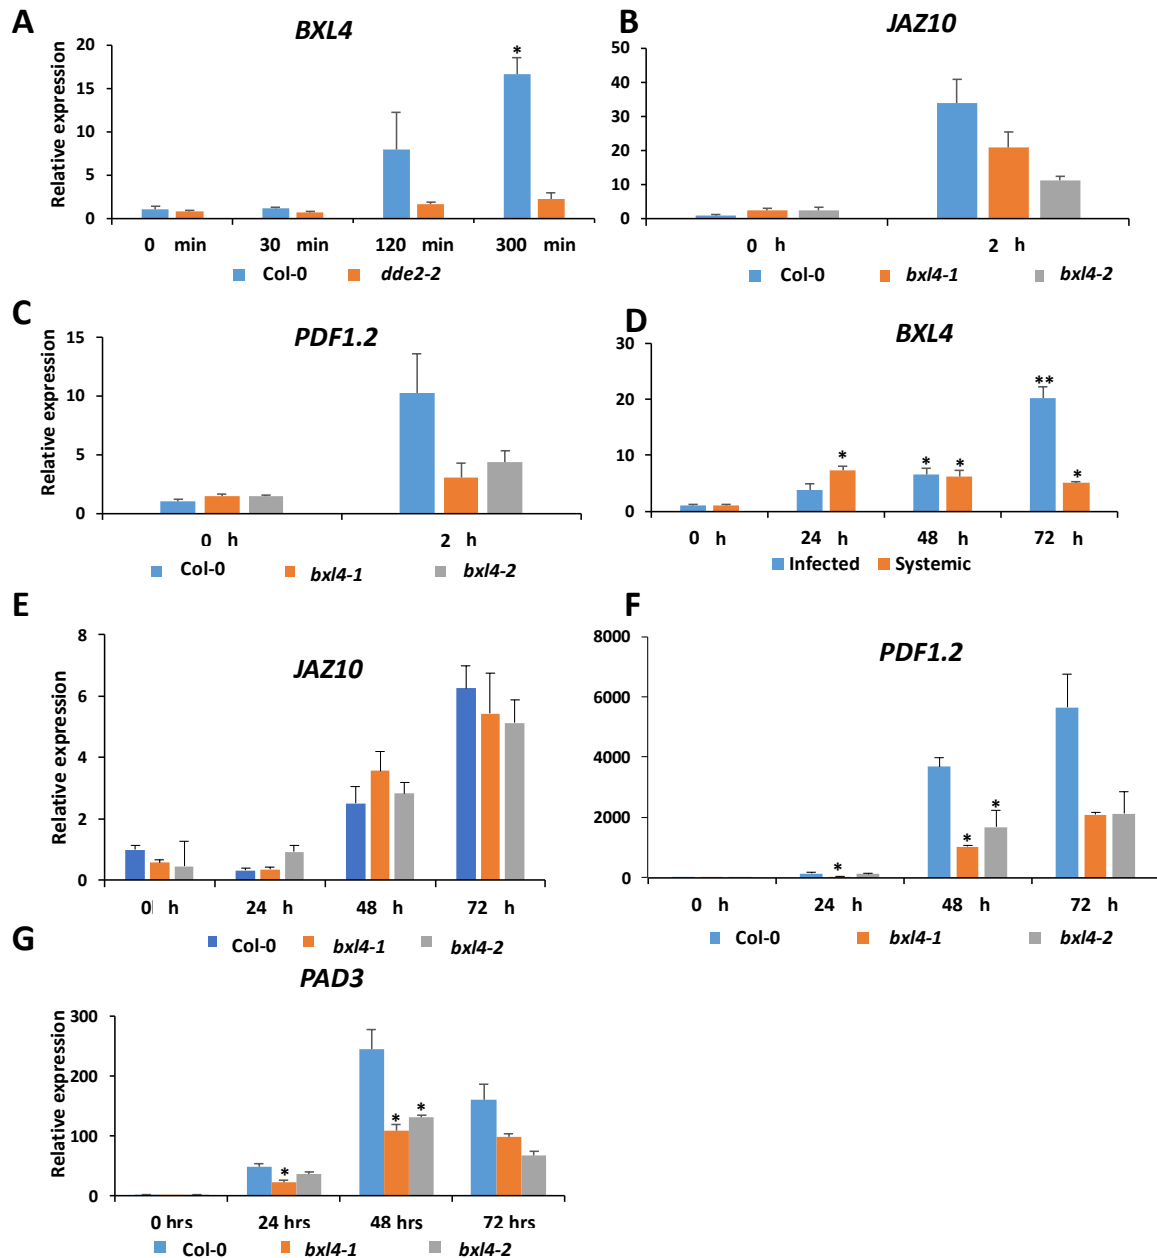 A
BXL4
Relative expression
20
15
10
5
0
*
0 min 30 min 120 min 300 min
Col-0 dde2-2
B
JAZ10
50
40
30
20
10
0
0 h 2 h
Col-0 bxl4-1 bxl4-2
C
PDF1.2
Relative expression
15
10
5
0
0 h 2 h
Col-0 bxl4-1 bxl4-2
D
BXL4
30
20
10
0
* * * ** *
0 h 24 h 48 h 72 h
Infected Systemic
E
JAZ10
Relative expression
8
6
4
2
0
0 h 24 h 48 h 72 h
Col-0 bxl4-1 bxl4-2
F
PDF1.2
8000
6000
4000
2000
0
* * *
0 h 24 h 48 h 72 h
Col-0 bxl4-1 bxl4-2
G
PAD3
Relative expression
300
200
100
0
* * *
0 hrs 24 hrs 48 hrs 72 hrs
Col-0 bxl4-1 bxl4-2